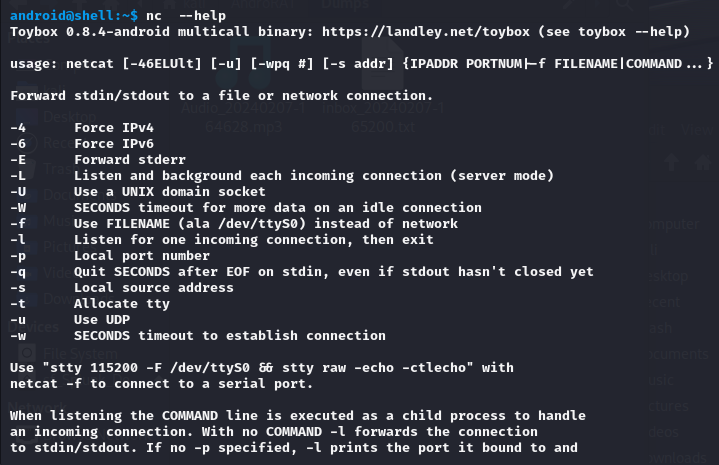 android@shell:~$ nc  --help
Toybox 0.8.4-android multicall binary: https://landley.net/toybox (see toybox --help)

usage: netcat [-46ELUlt] [-u] [-wpq #] [-s addr] {IPADDR PORTNUM|-f FILENAME|COMMAND...}

Forward stdin/stdout to a file or network connection.

-4      Force IPv4
-6      Force IPv6
-E      Forward stderr
-L      Listen and background each incoming connection (server mode)
-U      Use a UNIX domain socket
-W      SECONDS timeout for more data on an idle connection
-f      Use FILENAME (ala /dev/ttyS0) instead of network
-l      Listen for one incoming connection, then exit
-p      Local port number
-q      Quit SECONDS after EOF on stdin, even if stdout hasn't closed yet
-s      Local source address
-t      Allocate tty
-u      Use UDP
-w      SECONDS timeout to establish connection

Use "stty 115200 -F /dev/ttyS0 && stty raw -echo -ctlecho" with
netcat -f to connect to a serial port.

When listening the COMMAND line is executed as a child process to handle
an incoming connection. With no COMMAND -l forwards the connection
to stdin/stdout. If no -p specified, -l prints the port it bound to and